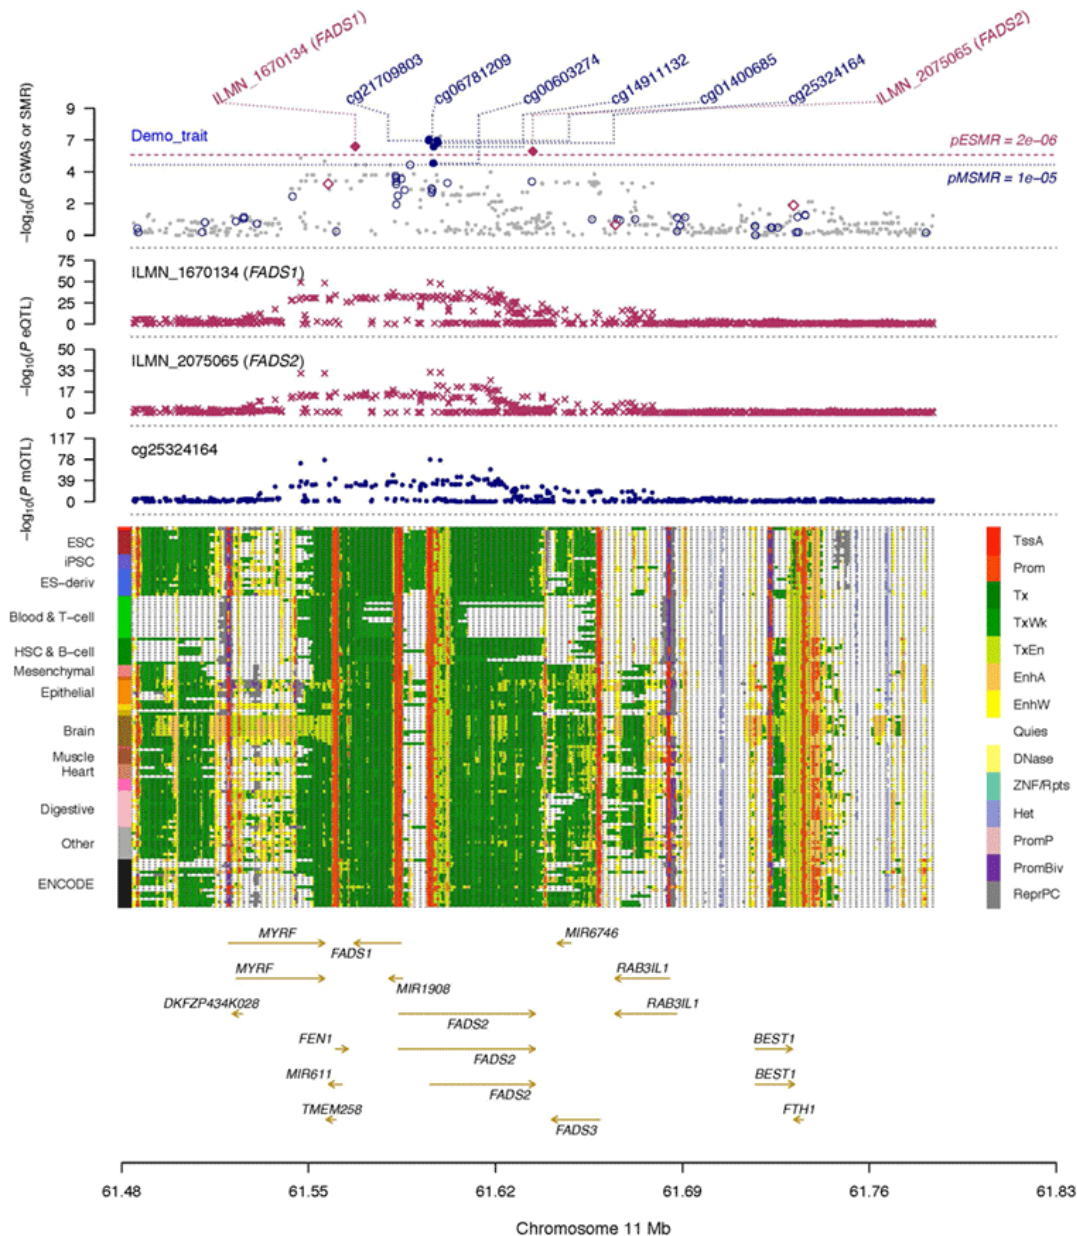 ILMN_1670134 (FADS1)
cg21709803
cg06781209
cg00603274
cg14911132
cg01400685
cg25324164
ILMN_2075065 (FADS2)
−log10(P GWAS or SMR)
9
7
4
2
0
Demo_trait
pESMR = 2e−06
pMSMR = 1e−05
−log10(P eQTL)
75
50
25
0
ILMN_1670134 (FADS1)
50
33
17
0
ILMN_2075065 (FADS2)
−log10(P mQTL)
117
78
39
0
cg25324164
ESC
iPSC
ES−deriv
Blood & T−cell
HSC & B−cell
Mesenchymal
Epithelial
Brain
Muscle
Heart
Digestive
Other
ENCODE
TssA
Prom
Tx
TxWk
TxEn
EnhA
EnhW
Quies
DNase
ZNF/Rpts
Het
PromP
PromBiv
ReprPC
MYRF
FADS1
MIR6746
MYRF
MIR1908
RAB3IL1
DKFZP434K028
FADS2
RAB3IL1
FEN1
FADS2
BEST1
MIR611
FADS2
BEST1
TMEM258
FADS3
FTH1
61.48 61.55 61.62 61.69 61.76 61.83
Chromosome 11 Mb